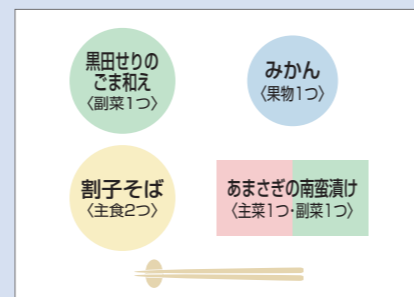 黒田せりの
ごま和え
〈副菜1つ〉
みかん
〈果物1つ〉
割子そば
〈主食2つ〉
あまさぎの南蛮漬け
〈主菜1つ・副菜1つ〉